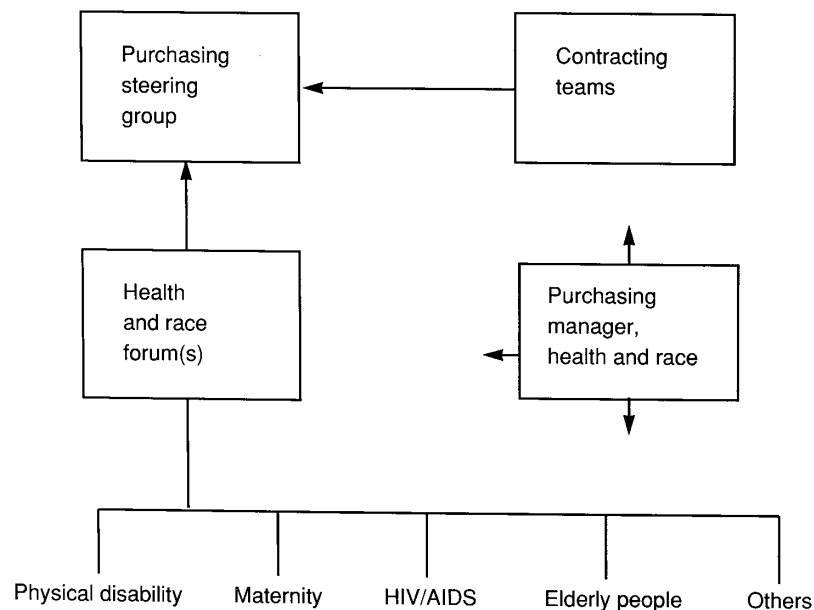 Purchasing
steering
group
Contracting
teams
Health
and race
forum(s)
Purchasing
manager,
health and race
Physical disability
Maternity
HIV/AIDS
Elderly people
Others